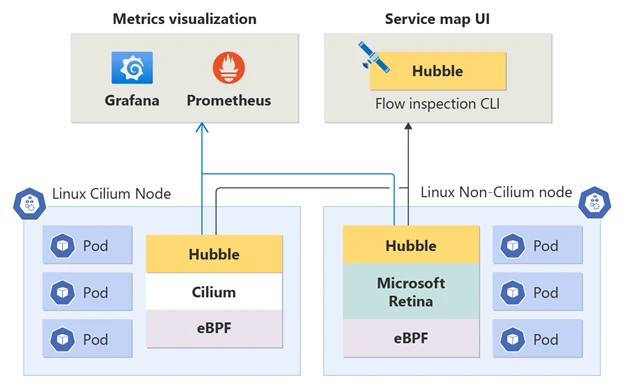 Metrics visualization
Service map UI
Grafana
Prometheus
Hubble
Flow inspection CLI
Linux Cilium Node
Linux Non-Cilium node
Pod
Pod
Pod
Hubble
Cilium
eBPF
Hubble
Microsoft
Retina
eBPF
Pod
Pod
Pod